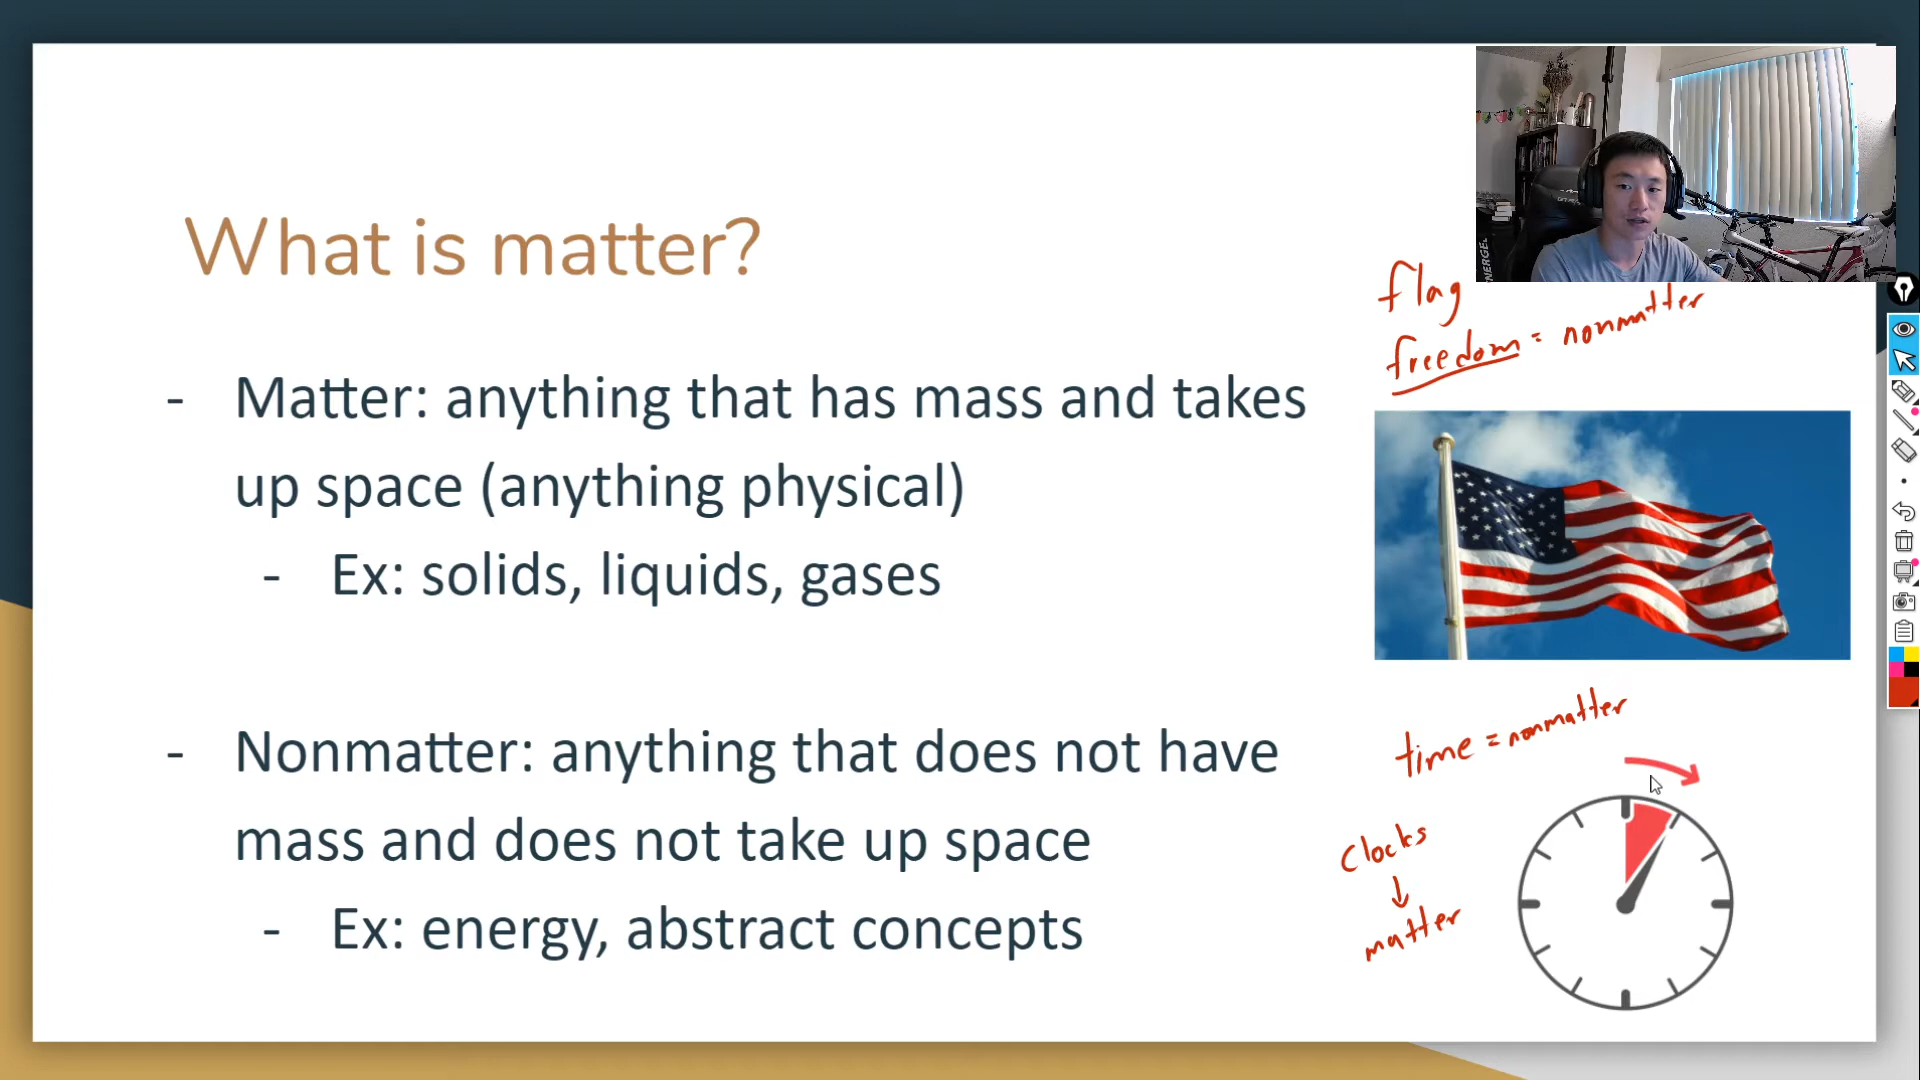 What is matter?
- Matter: anything that has mass and takes
up space (anything physical)
- Ex: solids, liquids, gases
- Nonmatter: anything that does not have
mass and does not take up space
- Ex: energy, abstract concepts
flag
freedom = nonmatter
time = nonmatter
Clocks
↓
matter